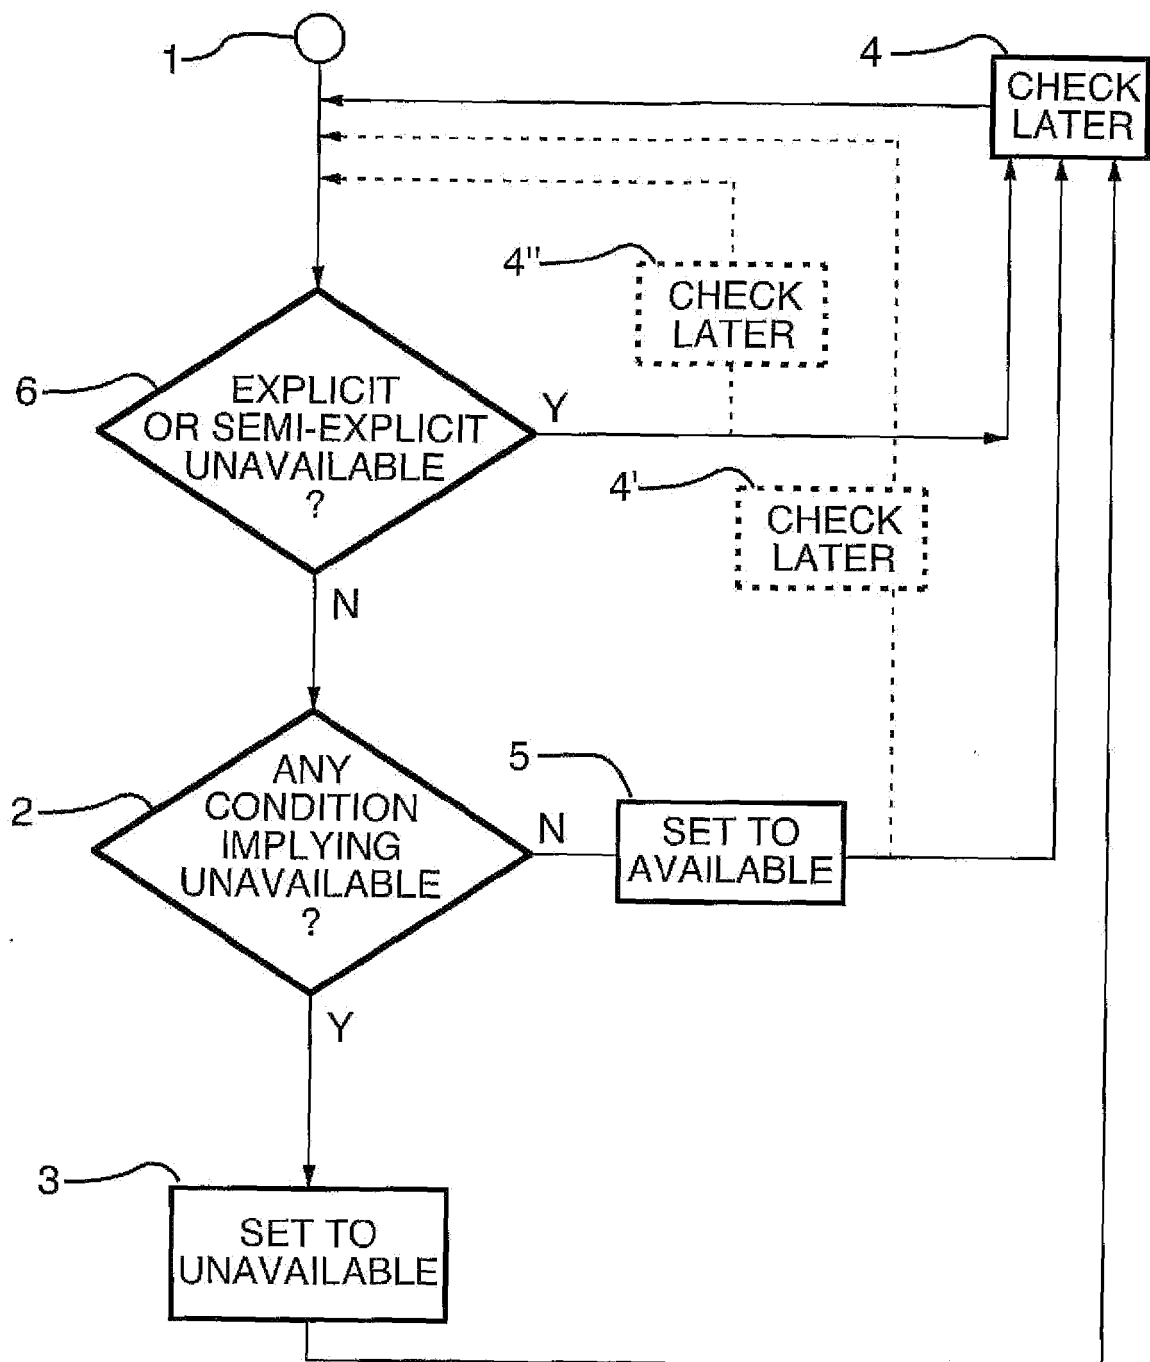 1
4
CHECK
LATER
4"
CHECK
LATER
6
EXPLICIT
OR SEMI-EXPLICIT
UNAVAILABLE
?
Y
4'
CHECK
LATER
N
5
2
ANY
CONDITION
IMPLYING
UNAVAILABLE
?
N
SET TO
AVAILABLE
Y
3
SET TO
UNAVAILABLE